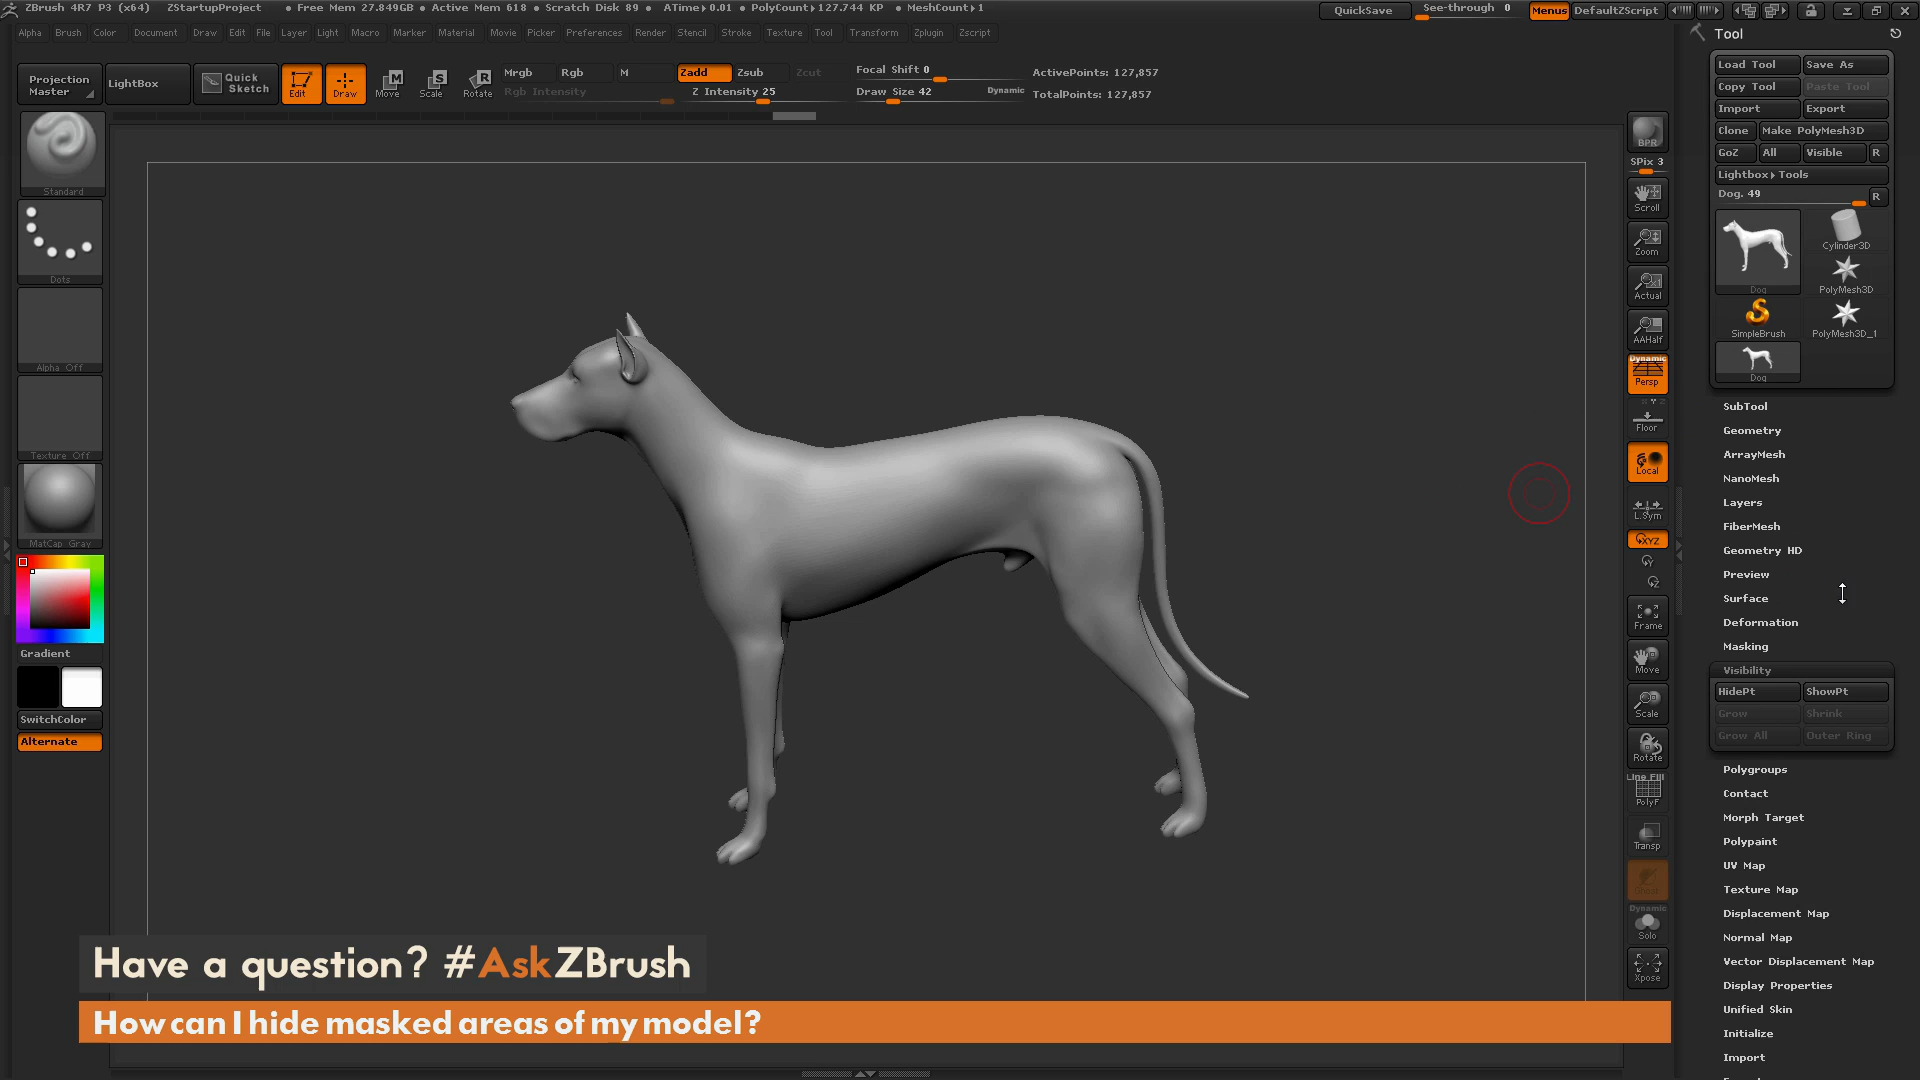 ZBrush 4R7 P3 (x64) ZStartupProject • Free Mem 27.849GB • Active Mem 618 • Scratch Disk 89 • ATime▸0.01 • PolyCount▸127.744 KP • MeshCount▸1 QuickSave See-through 0 Menus DefaultZScript
Alpha Brush Color Document Draw Edit File Layer Light Macro Marker Material Movie Picker Preferences Render Stencil Stroke Texture Tool Transform Zplugin Zscript
Projection Master
LightBox
Quick Sketch
Edit
Draw
M
Move
S
Scale
R
Rotate
Mrgb Rgb M Zadd Zsub Zcut
Rgb Intensity Z Intensity 25
Focal Shift 0
Draw Size 42 Dynamic
ActivePoints: 127,857
TotalPoints: 127,857
Standard
Dots
Alpha Off
Texture Off
MatCap Gray
Gradient
SwitchColor
Alternate
BPR
SPix 3
Scroll
Zoom
Actual
AAHalf
Dynamic
Persp
Floor
Local
L.Sym
XYZ
Y
Z
Frame
Move
Scale
Rotate
Line Fill
PolyF
Transp
Ghost
Dynamic
Solo
Xpose
Tool
Load Tool Save As
Copy Tool Paste Tool
Import Export
Clone Make PolyMesh3D
GoZ All Visible R
Lightbox▸Tools
Dog. 49 R
Dog
Cylinder3D
PolyMesh3D
SimpleBrush
PolyMesh3D_1
Dog
SubTool
Geometry
ArrayMesh
NanoMesh
Layers
FiberMesh
Geometry HD
Preview
Surface
Deformation
Masking
Visibility
HidePt ShowPt
Grow Shrink
Grow All Outer Ring
Polygroups
Contact
Morph Target
Polypaint
UV Map
Texture Map
Displacement Map
Normal Map
Vector Displacement Map
Display Properties
Unified Skin
Initialize
Import
Have a question? #AskZBrush
How can I hide masked areas of my model?